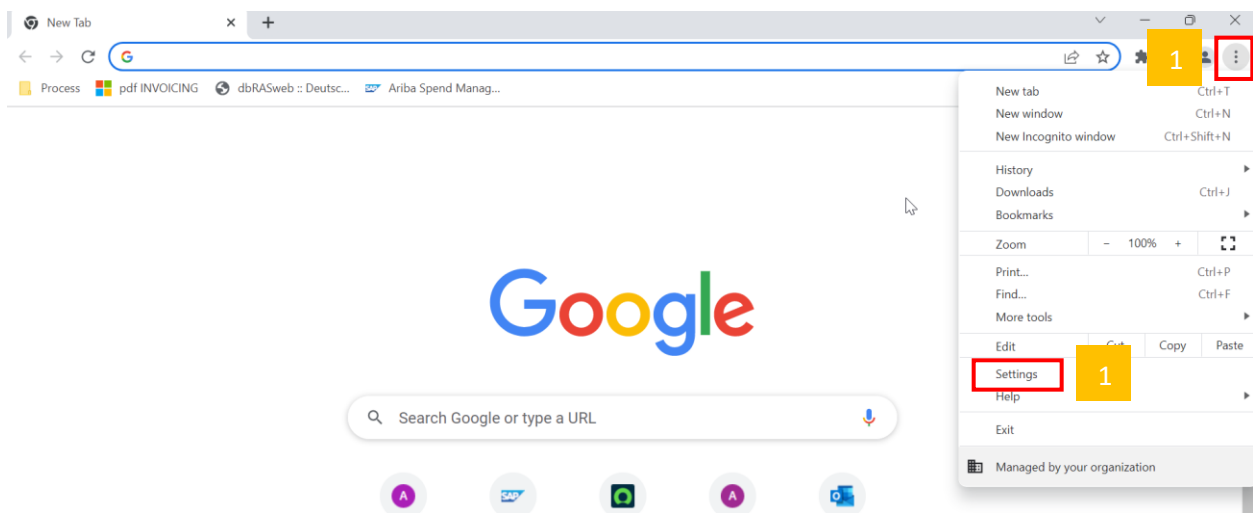 New Tab
1
Process pdf INVOICING dbRASweb :: Deutsc... Ariba Spend Manag...
New tab Ctrl+T
New window Ctrl+N
New Incognito window Ctrl+Shift+N
History
Downloads Ctrl+J
Bookmarks
Zoom - 100% +
Print... Ctrl+P
Find... Ctrl+F
More tools
Edit Cut Copy Paste
Settings 1
Help
Exit
Managed by your organization
Google
Search Google or type a URL
A SAP A